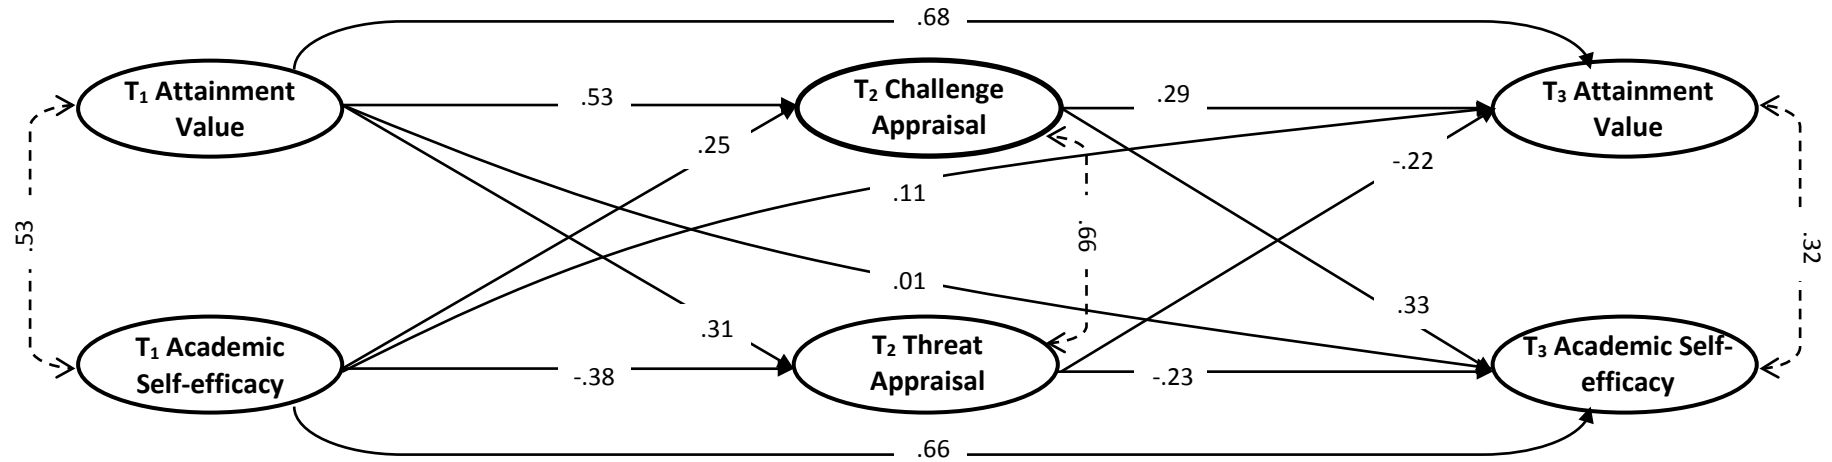 .68
T₁ Attainment
Value
.53
T₂ Challenge
Appraisal
.29
T₃ Attainment
Value
.25
-.22
.11
.53
.66
.32
.01
.31
.33
T₁ Academic
Self-efficacy
-.38
T₂ Threat
Appraisal
-.23
T₃ Academic Self-
efficacy
.66